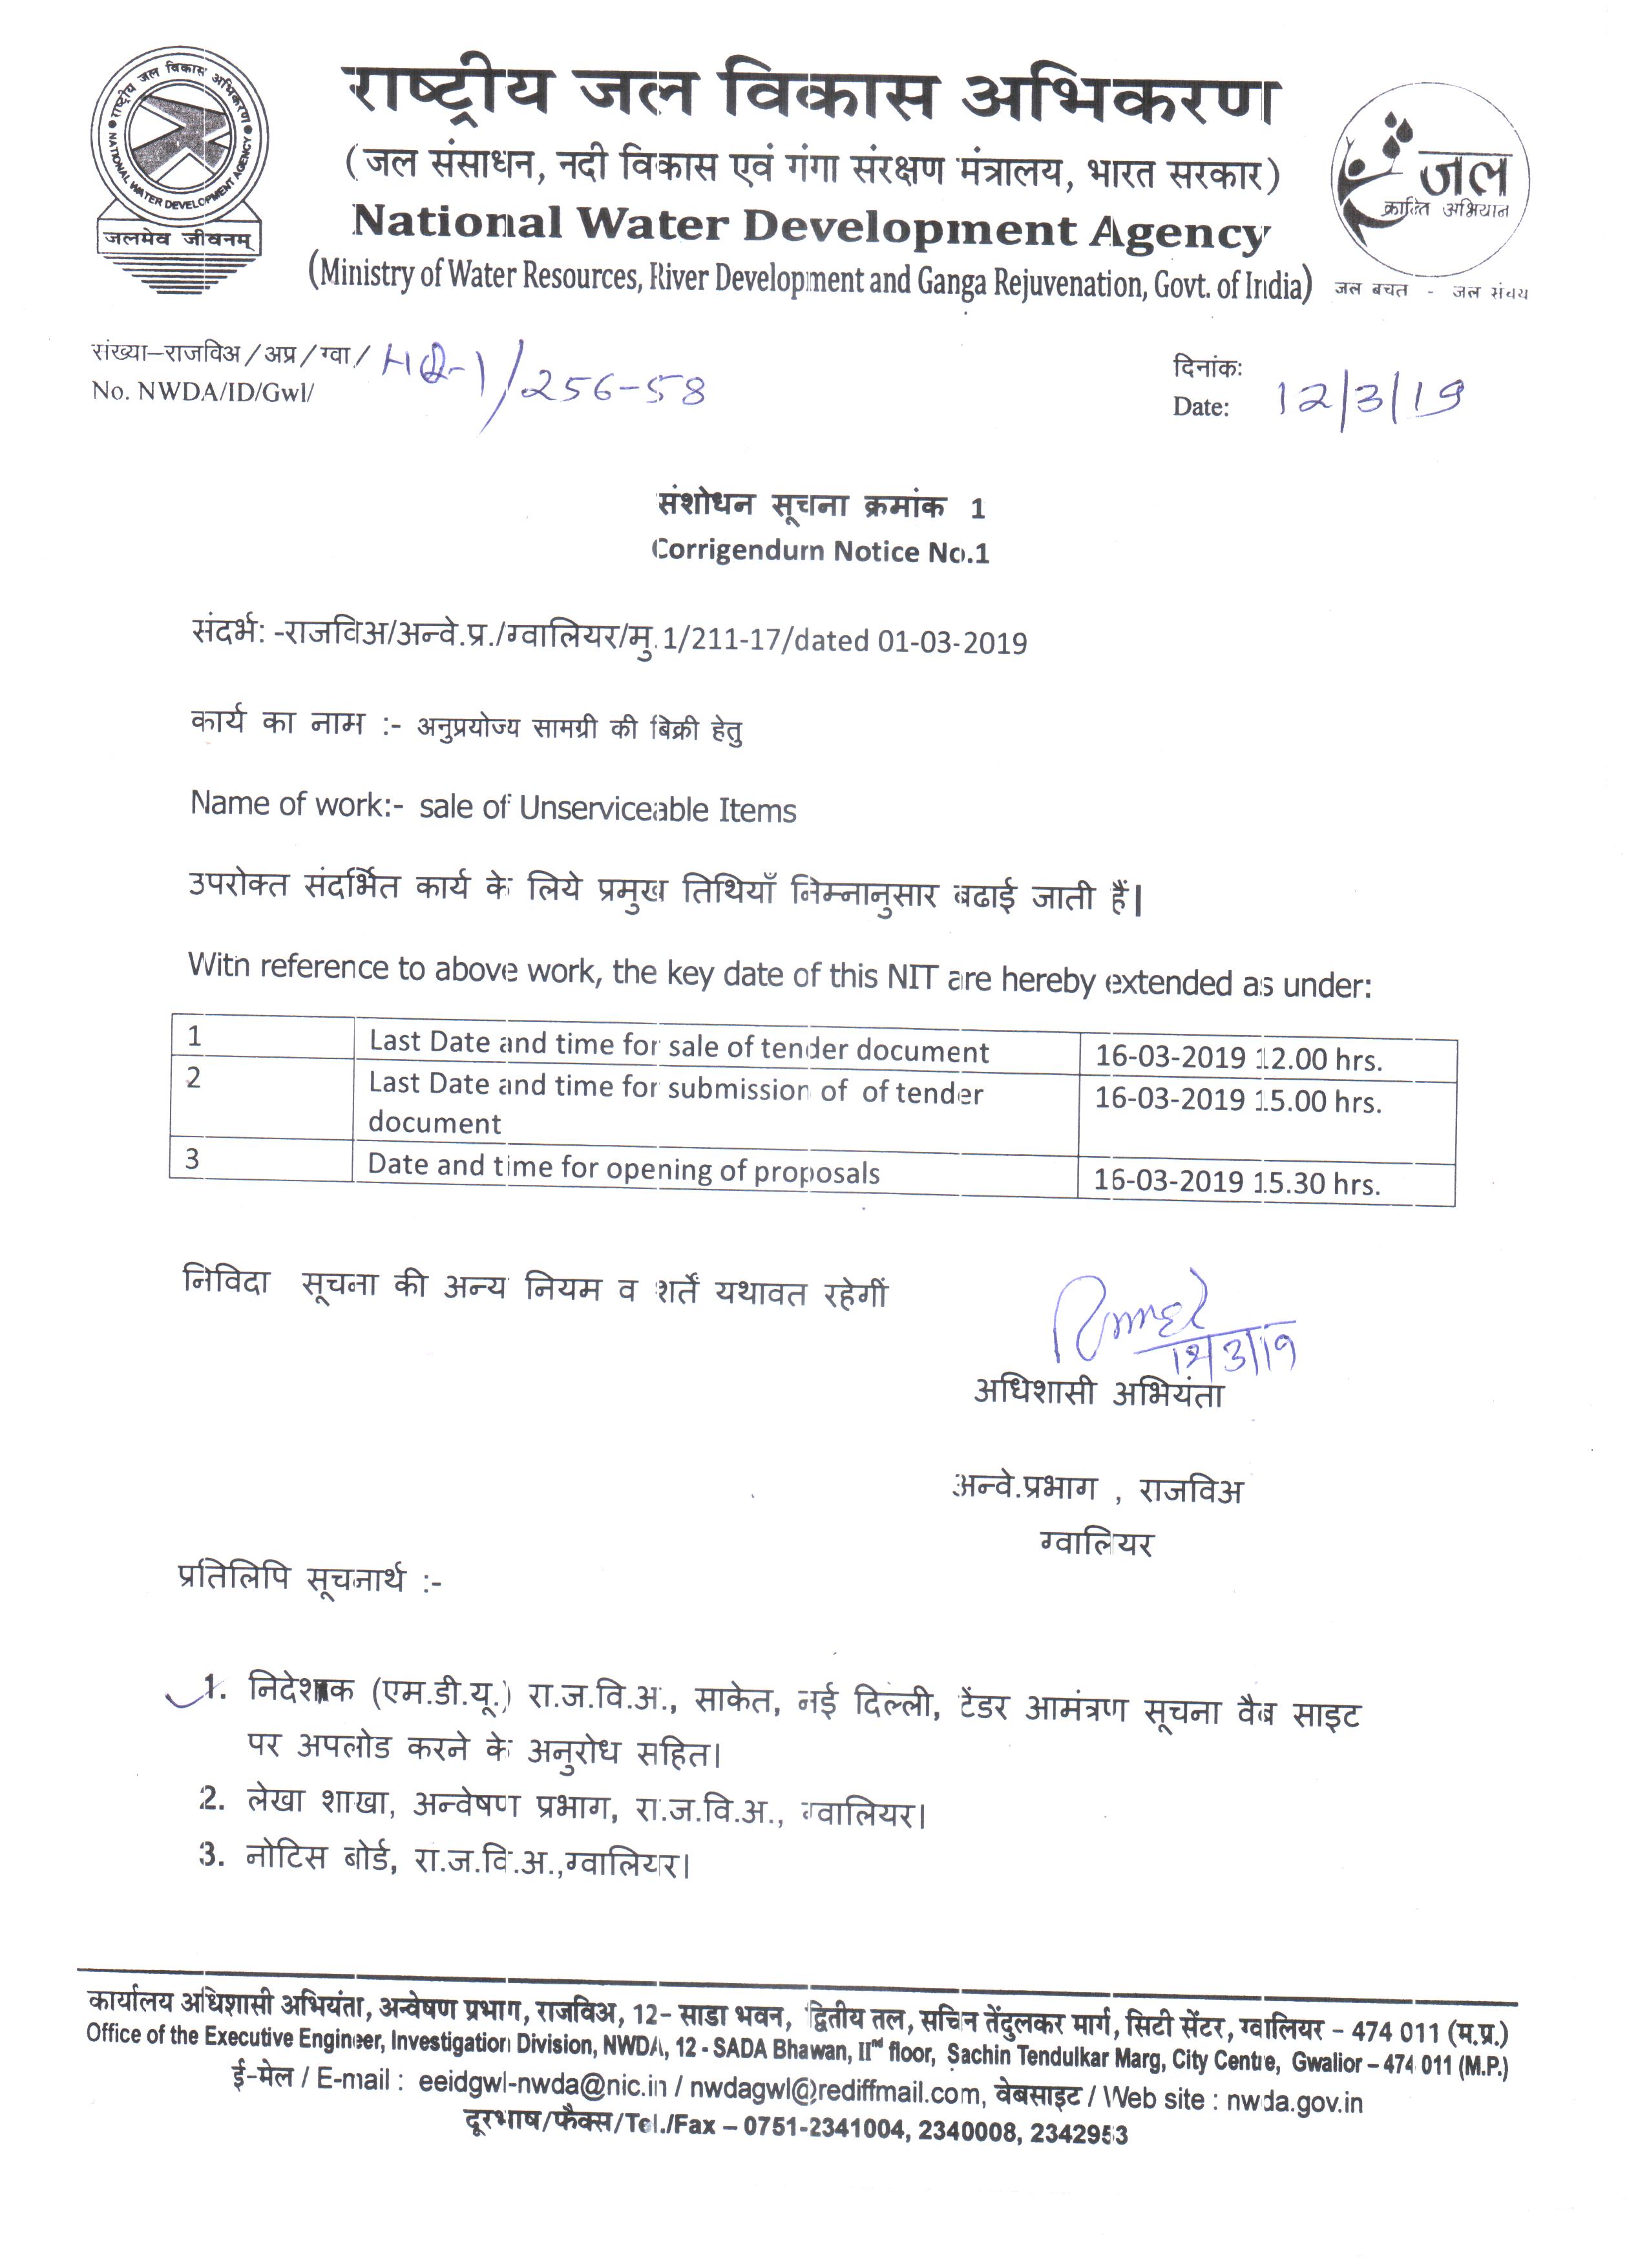 राष्ट्रीय जल विकास अभिकरण
(जल संसाधन, नदी विकास एवं गंगा संरक्षण मंत्रालय, भारत सरकार)
National Water Development Agency
(Ministry of Water Resources, River Development and Ganga Rejuvenation, Govt. of India)
राष्ट्रीय जल विकास अभिकरण
NATIONAL WATER DEVELOPMENT AGENCY
जलमेव जीवनम्
जल
क्रान्ति अभियान
जल बचत - जल संचय
संख्या–राजविअ/अप्र/ग्वा/ HQ-1/256-58
No. NWDA/ID/Gwl/
दिनांक:
Date: 12/3/19
संशोधन सूचना क्रमांक 1
Corrigendum Notice No.1
संदर्भ: -राजविअ/अन्वे.प्र./ग्वालियर/मु.1/211-17/dated 01-03-2019
कार्य का नाम :- अनुप्रयोज्य सामग्री की बिक्री हेतु
Name of work:- sale of Unserviceable Items
उपरोक्त संदर्भित कार्य के लिये प्रमुख तिथियाँ निम्नानुसार बढाई जाती हैं|
With reference to above work, the key date of this NIT are hereby extended as under:
1 Last Date and time for sale of tender document 16-03-2019 12.00 hrs.
2 Last Date and time for submission of of tender 16-03-2019 15.00 hrs.
document
3 Date and time for opening of proposals 16-03-2019 15.30 hrs.
निविदा सूचना की अन्य नियम व शर्तें यथावत रहेगीं
12/3/19
अधिशासी अभियंता
अन्वे.प्रभाग , राजविअ
ग्वालियर
प्रतिलिपि सूचनार्थ :-
1. निदेशक (एम.डी.यू.) रा.ज.वि.अ., साकेत, नई दिल्ली, टेंडर आमंत्रण सूचना वैब साइट
पर अपलोड करने के अनुरोध सहित।
2. लेखा शाखा, अन्वेषण प्रभाग, रा.ज.वि.अ., ग्वालियर।
3. नोटिस बोर्ड, रा.ज.वि.अ.,ग्वालियर।
कार्यालय अधिशासी अभियंता, अन्वेषण प्रभाग, राजविअ, 12- साडा भवन, द्वितीय तल, सचिन तेंदुलकर मार्ग, सिटी सेंटर, ग्वालियर – 474 011 (म.प्र.)
Office of the Executive Engineer, Investigation Division, NWDA, 12 - SADA Bhawan, IInd floor, Sachin Tendulkar Marg, City Centre, Gwalior – 474 011 (M.P.)
ई-मेल / E-mail : eeidgwl-nwda@nic.in / nwdagwl@rediffmail.com, वेबसाइट / Web site : nwda.gov.in
दूरभाष/फैक्स/Tel./Fax – 0751-2341004, 2340008, 2342953